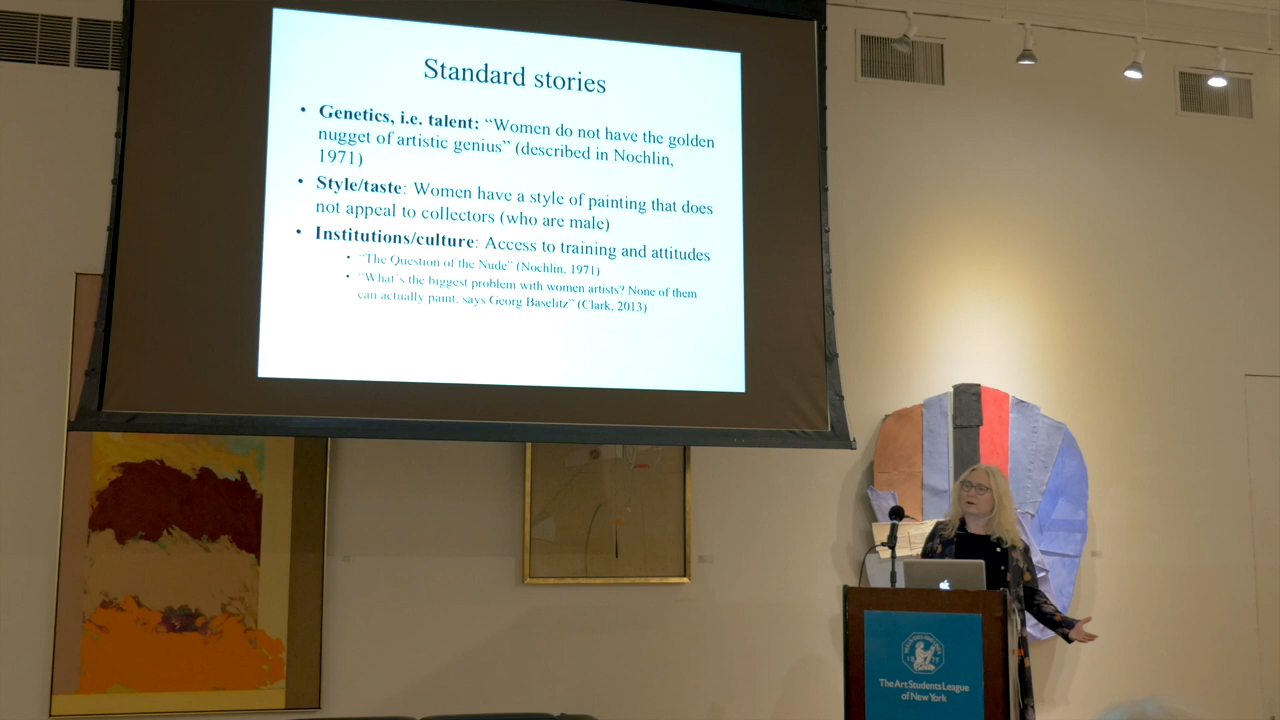 Standard stories
• Genetics, i.e. talent: “Women do not have the golden
nugget of artistic genius” (described in Nochlin,
1971)
• Style/taste: Women have a style of painting that does
not appeal to collectors (who are male)
• Institutions/culture: Access to training and attitudes
• “The Question of the Nude” (Nochlin, 1971)
• “What’s the biggest problem with women artists? None of them
can actually paint, says Georg Baselitz” (Clark, 2013)
The Art Students League
of New York